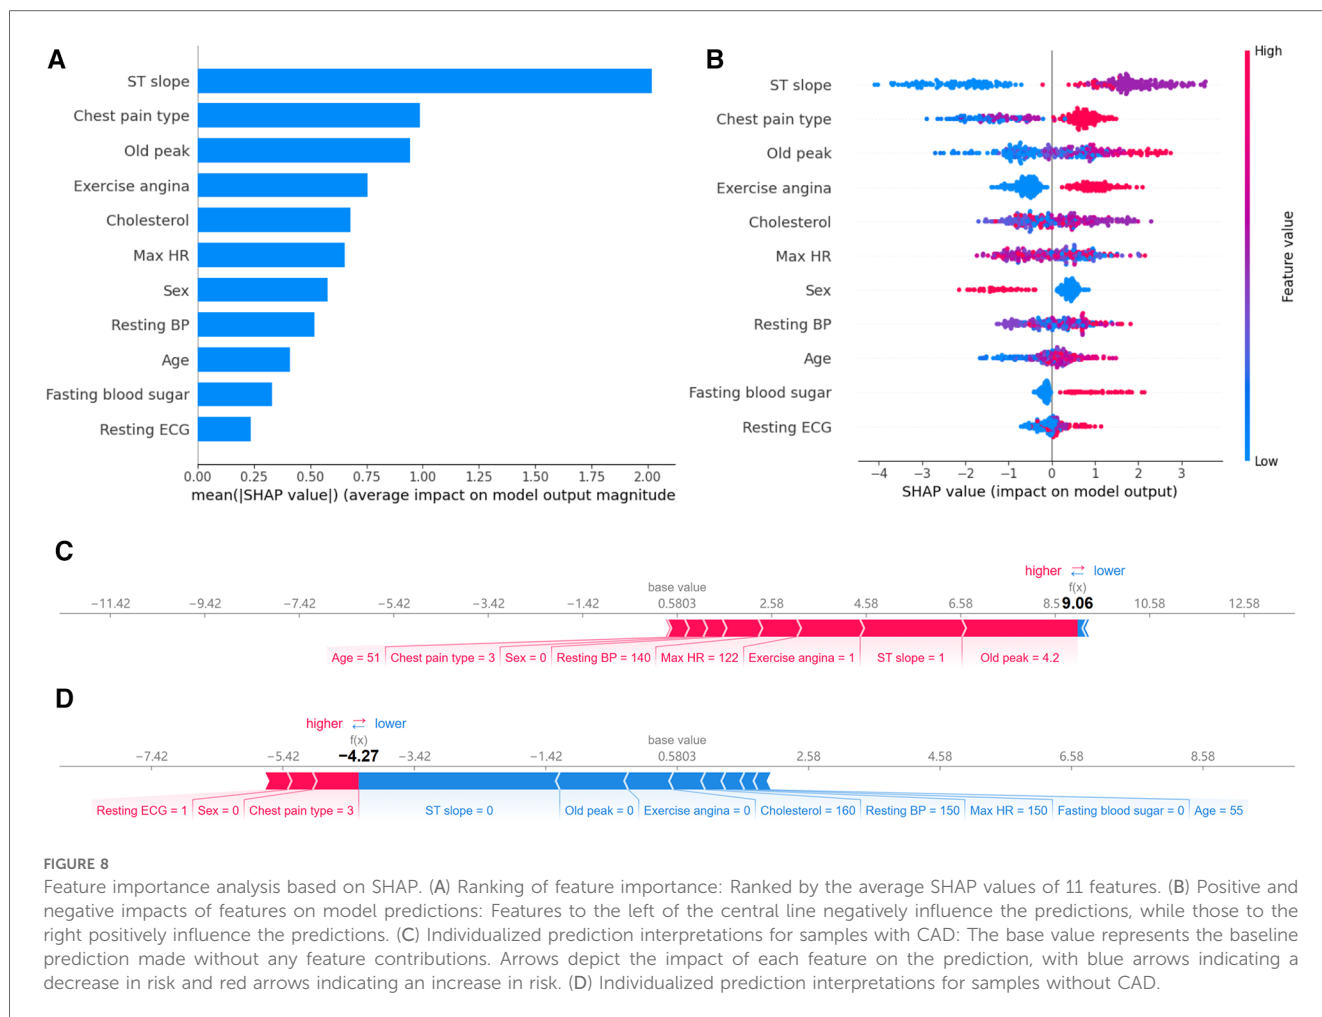 A
ST slope
Chest pain type
Old peak
Exercise angina
Cholesterol
Max HR
Sex
Resting BP
Age
Fasting blood sugar
Resting ECG
0.00 0.25 0.50 0.75 1.00 1.25 1.50 1.75 2.00
mean(|SHAP value|) (average impact on model output magnitude
B
High
ST slope
Chest pain type
Old peak
Exercise angina
Cholesterol
Max HR
Sex
Resting BP
Age
Fasting blood sugar
Resting ECG
Feature value
Low
−4 −3 −2 −1 0 1 2 3
SHAP value (impact on model output)
C
higher ⇄ lower
base value f(x)
−11.42 −9.42 −7.42 −5.42 −3.42 −1.42 0.5803 2.58 4.58 6.58 8.5 9.06 10.58 12.58
Age = 51 Chest pain type = 3 Sex = 0 Resting BP = 140 Max HR = 122 Exercise angina = 1 ST slope = 1 Old peak = 4.2
D
higher ⇄ lower
f(x) base value
−7.42 −5.42 −4.27 −3.42 −1.42 0.5803 2.58 4.58 6.58 8.58
Resting ECG = 1 Sex = 0 Chest pain type = 3 ST slope = 0 Old peak = 0 Exercise angina = 0 Cholesterol = 160 Resting BP = 150 Max HR = 150 Fasting blood sugar = 0 Age = 55
FIGURE 8
Feature importance analysis based on SHAP. (A) Ranking of feature importance: Ranked by the average SHAP values of 11 features. (B) Positive and
negative impacts of features on model predictions: Features to the left of the central line negatively influence the predictions, while those to the
right positively influence the predictions. (C) Individualized prediction interpretations for samples with CAD: The base value represents the baseline
prediction made without any feature contributions. Arrows depict the impact of each feature on the prediction, with blue arrows indicating a
decrease in risk and red arrows indicating an increase in risk. (D) Individualized prediction interpretations for samples without CAD.